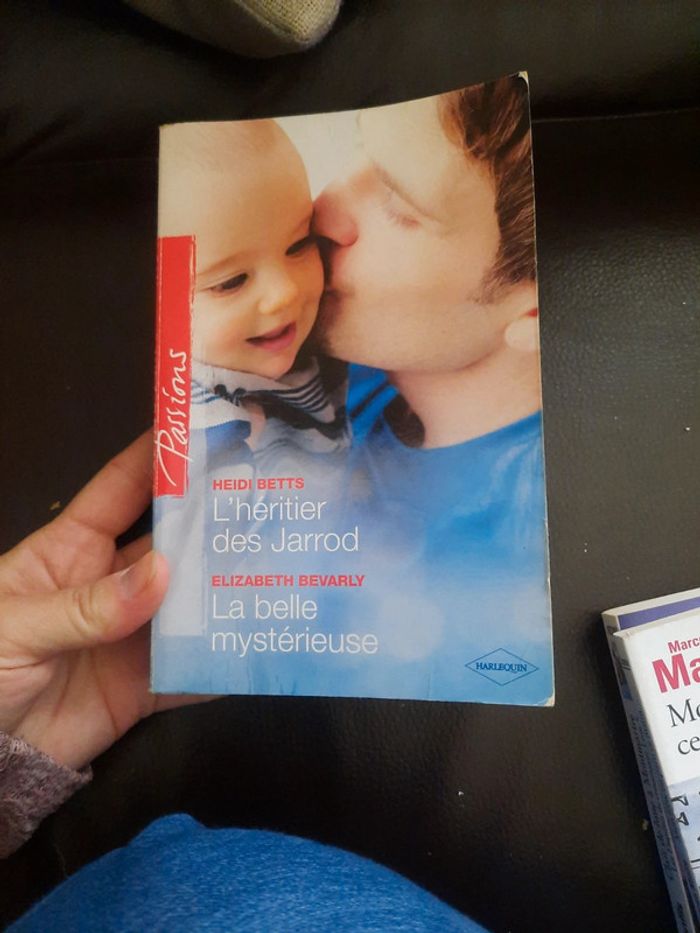 Passions
HEIDI BETTS
L'héritier
des Jarrod
ELIZABETH BEVARLY
La belle
mystérieuse
HARLEQUIN